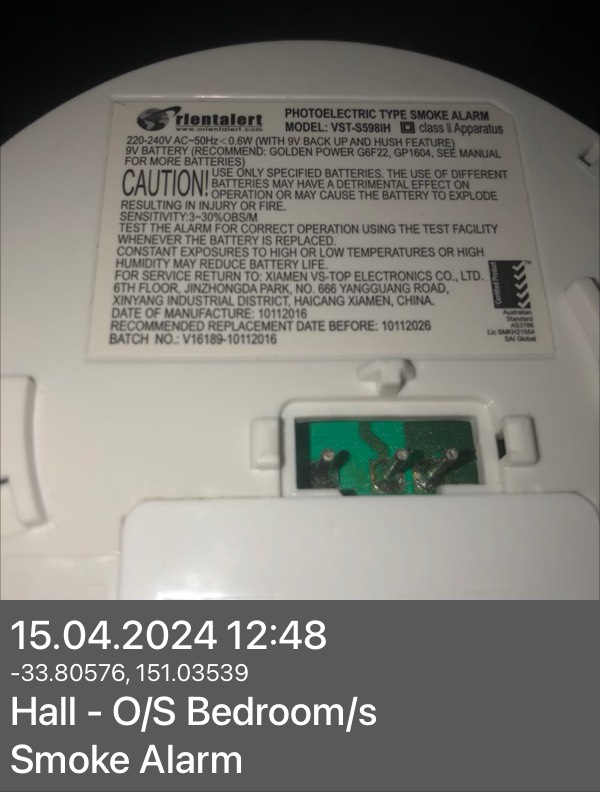 rientalert
www.orientalert.com
PHOTOELECTRIC TYPE SMOKE ALARM
MODEL: VST-S598IH class II Apparatus
220-240V AC~50Hz<0.6W (WITH 9V BACK UP AND HUSH FEATURE)
9V BATTERY (RECOMMEND: GOLDEN POWER G6F22, GP1604, SEE MANUAL
FOR MORE BATTERIES)
CAUTION! USE ONLY SPECIFIED BATTERIES. THE USE OF DIFFERENT
BATTERIES MAY HAVE A DETRIMENTAL EFFECT ON
OPERATION OR MAY CAUSE THE BATTERY TO EXPLODE
RESULTING IN INJURY OR FIRE.
SENSITIVITY:3~30%OBS/M
TEST THE ALARM FOR CORRECT OPERATION USING THE TEST FACILITY
WHENEVER THE BATTERY IS REPLACED.
CONSTANT EXPOSURES TO HIGH OR LOW TEMPERATURES OR HIGH
HUMIDITY MAY REDUCE BATTERY LIFE.
FOR SERVICE RETURN TO: XIAMEN VS-TOP ELECTRONICS CO., LTD.
6TH FLOOR, JINZHONGDA PARK, NO. 666 YANGGUANG ROAD,
XINYANG INDUSTRIAL DISTRICT, HAICANG XIAMEN, CHINA.
DATE OF MANUFACTURE: 10112016
RECOMMENDED REPLACEMENT DATE BEFORE: 10112026
BATCH NO.: V16189-10112016
Certified Product
Australian
Standard
AS3786
Lic SMKH21554
SAI Global
15.04.2024 12:48
-33.80576, 151.03539
Hall - O/S Bedroom/s
Smoke Alarm